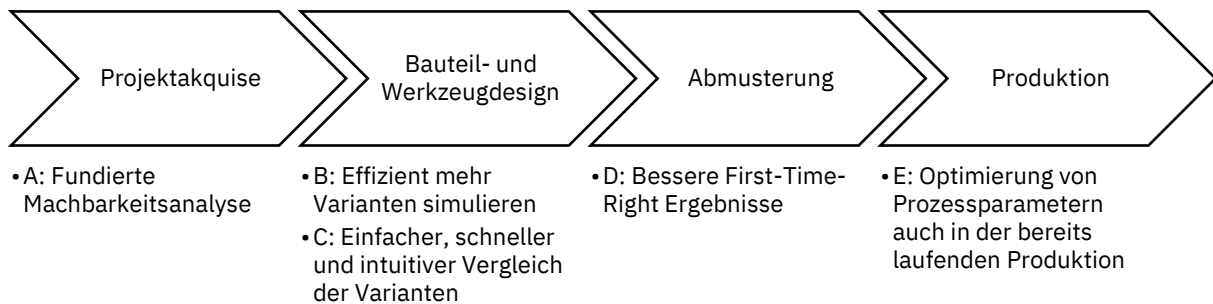 Projektakquise
Bauteil- und
Werkzeugdesign
Abmusterung
Produktion
• A: Fundierte
Machbarkeitsanalyse
• B: Effizient mehr
Varianten simulieren
• C: Einfacher, schneller
und intuitiver Vergleich
der Varianten
• D: Bessere First-Time-
Right Ergebnisse
• E: Optimierung von
Prozessparametern
auch in der bereits
laufenden Produktion